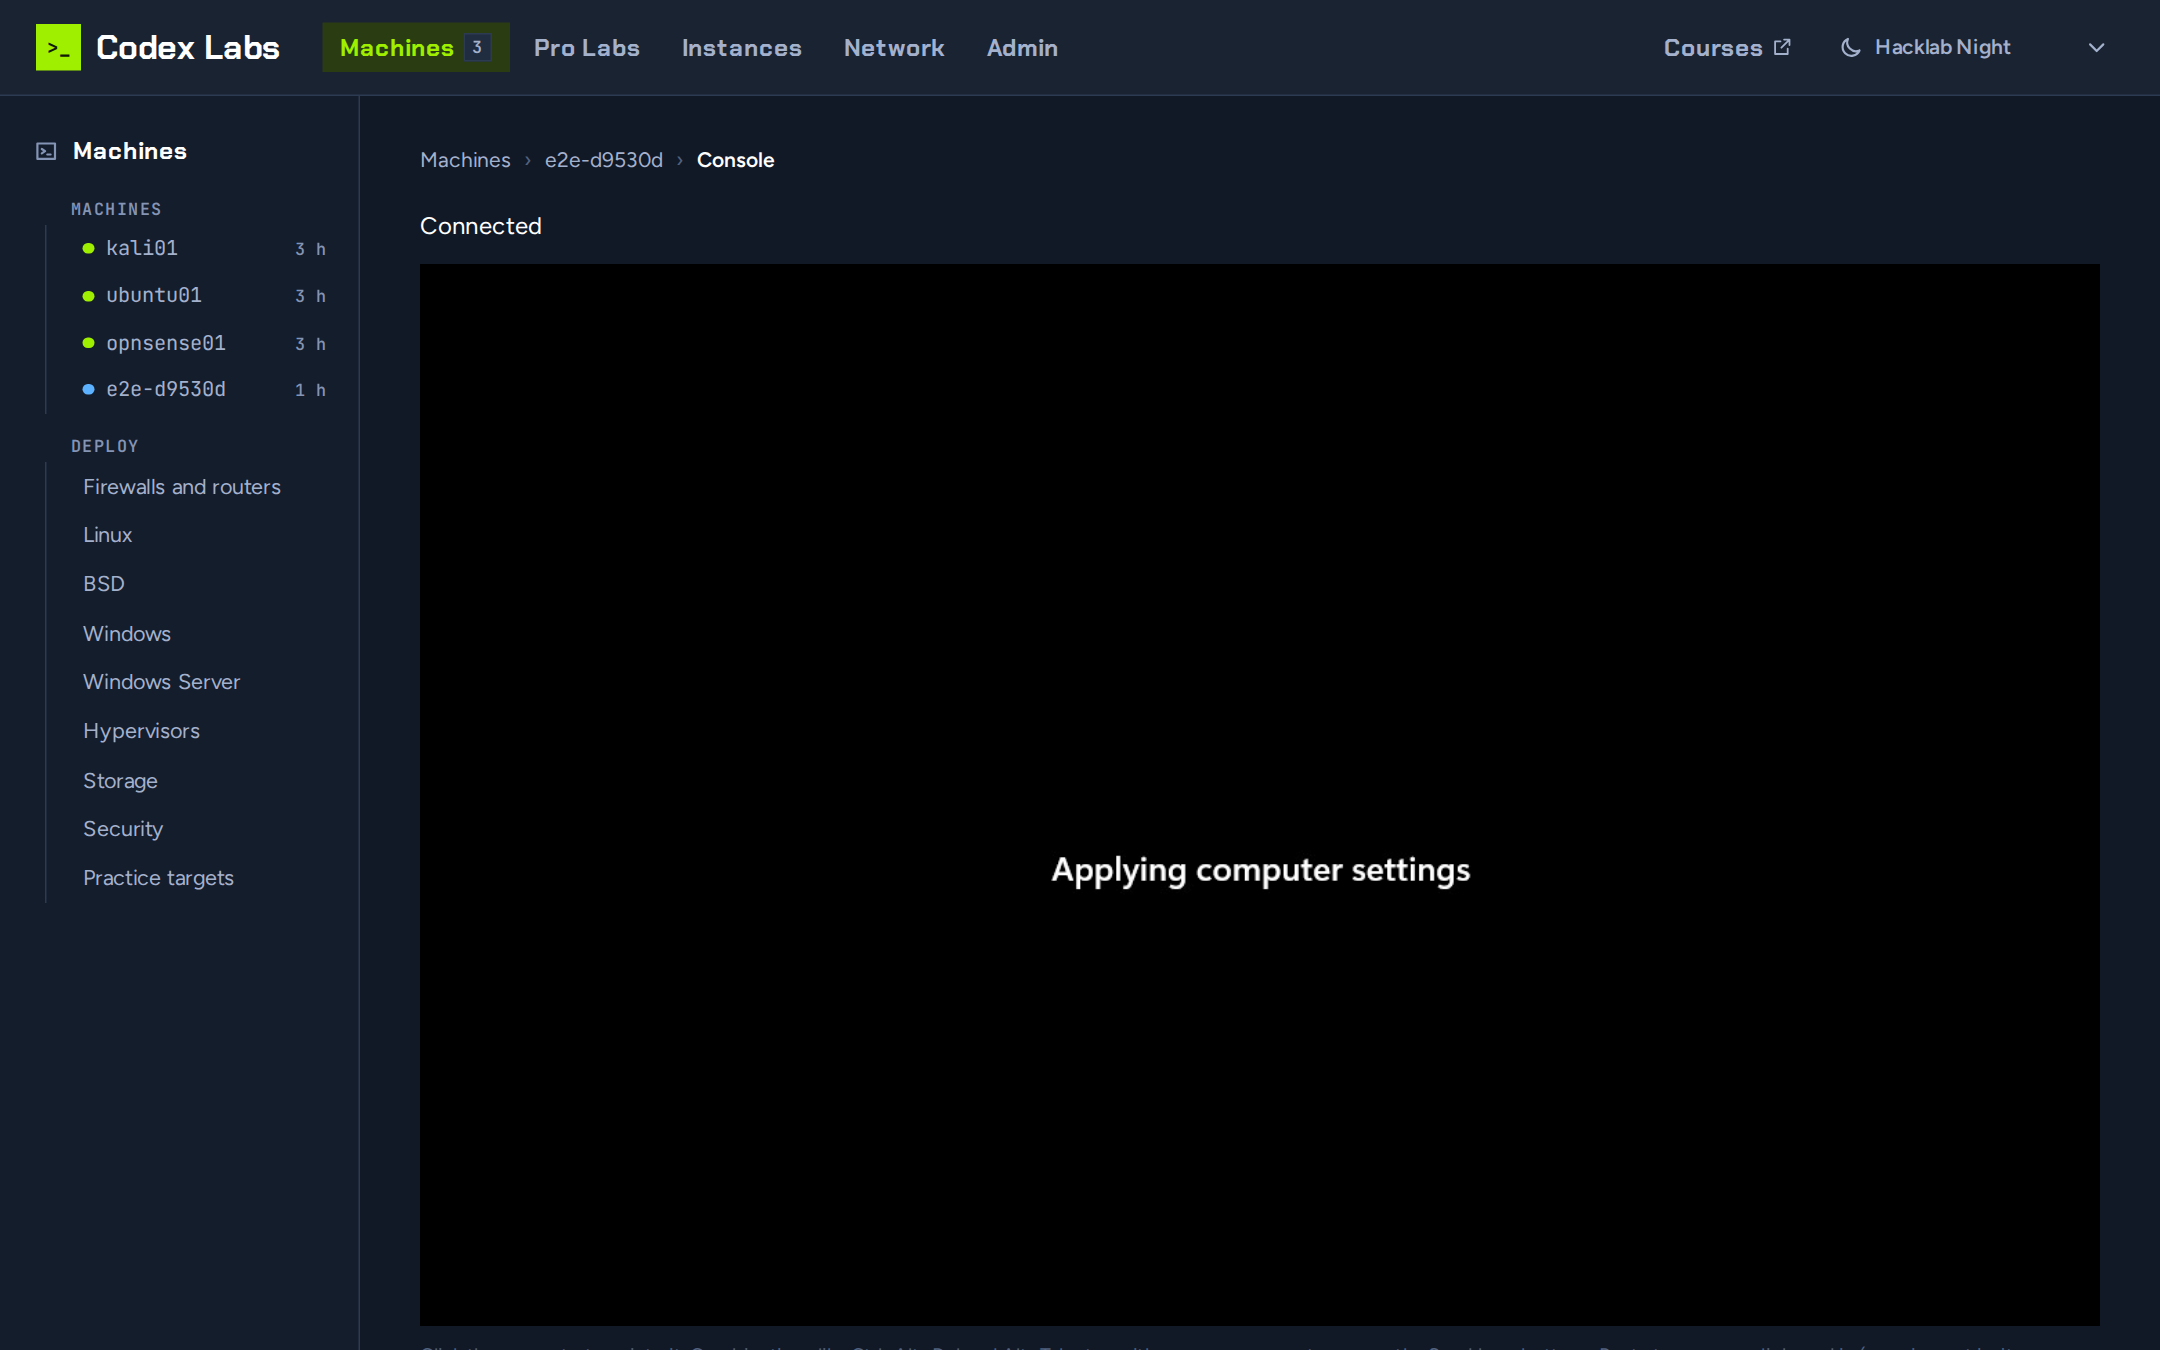 >_ Codex Labs
Machines 3
Pro Labs
Instances
Network
Admin
Courses
Hacklab Night
Machines
MACHINES
kali01 3 h
ubuntu01 3 h
opnsense01 3 h
e2e-d9530d 1 h
DEPLOY
Firewalls and routers
Linux
BSD
Windows
Windows Server
Hypervisors
Storage
Security
Practice targets
Machines › e2e-d9530d › Console
Connected
Applying computer settings